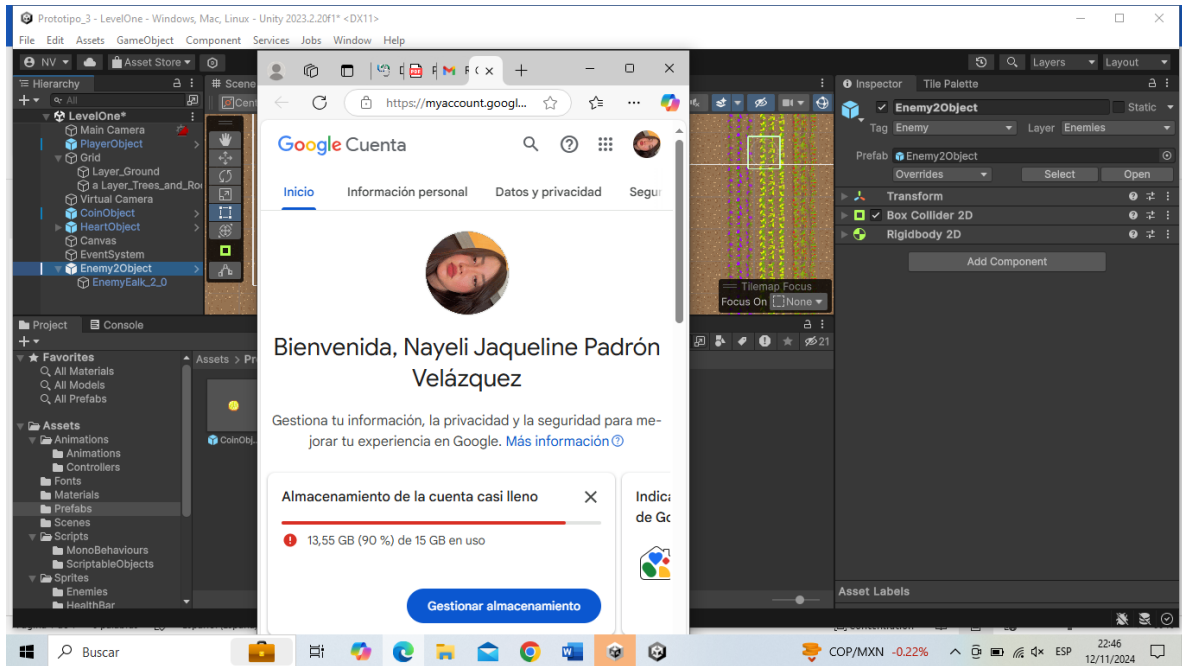 Prototipo_3 - LevelOne - Windows, Mac, Linux - Unity 2023.2.20f1* <DX11>
File Edit Assets GameObject Component Services Jobs Window Help
NV Asset Store Layers Layout
Hierarchy
All
LevelOne*
Main Camera
PlayerObject
Grid
Layer_Ground
a Layer_Trees_and_Ro
Virtual Camera
CoinObject
HeartObject
Canvas
EventSystem
Enemy2Object
EnemyEalk_2_0
# Scene
Cen
https://myaccount.googl...
Google Cuenta
Inicio Información personal Datos y privacidad Segur
Bienvenida, Nayeli Jaqueline Padrón
Velázquez
Gestiona tu información, la privacidad y la seguridad para me-
jorar tu experiencia en Google. Más información
Almacenamiento de la cuenta casi lleno
13,55 GB (90 %) de 15 GB en uso
Gestionar almacenamiento
Indica
de Go
Tilemap Focus
Focus On None
21
Inspector Tile Palette
Enemy2Object Static
Tag Enemy Layer Enemies
Prefab Enemy2Object
Overrides Select Open
Transform
Box Collider 2D
Rigidbody 2D
Add Component
Asset Labels
Project Console
Favorites
All Materials
All Models
All Prefabs
Assets
Animations
Animations
Controllers
Fonts
Materials
Prefabs
Scenes
Scripts
MonoBehaviours
ScriptableObjects
Sprites
Enemies
HealthBar
Assets > Pr
CoinObj...
Buscar
COP/MXN -0.22% ESP
22:46
12/11/2024